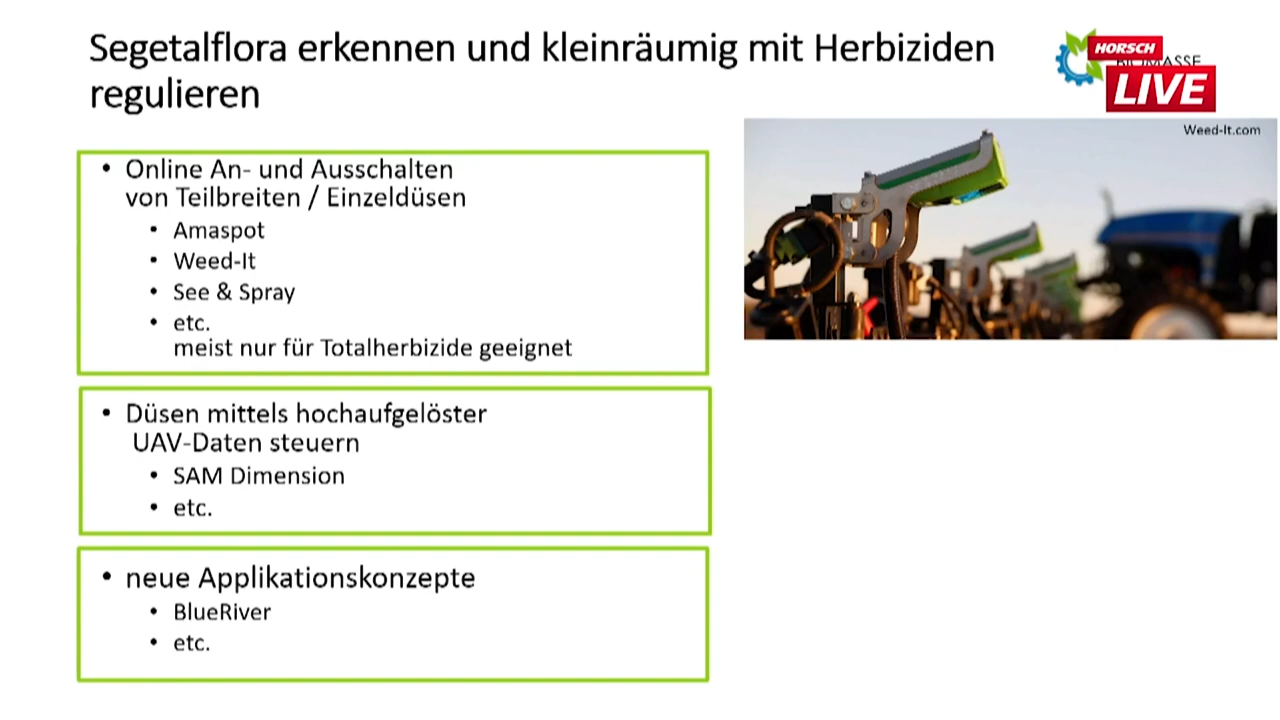 Segetalflora erkennen und kleinräumig mit Herbiziden
regulieren
HORSCH
LIVE
Weed-It.com
• Online An- und Ausschalten
von Teilbreiten / Einzeldüsen
• Amaspot
• Weed-It
• See & Spray
• etc.
meist nur für Totalherbizide geeignet
• Düsen mittels hochaufgelöster
UAV-Daten steuern
• SAM Dimension
• etc.
• neue Applikationskonzepte
• BlueRiver
• etc.